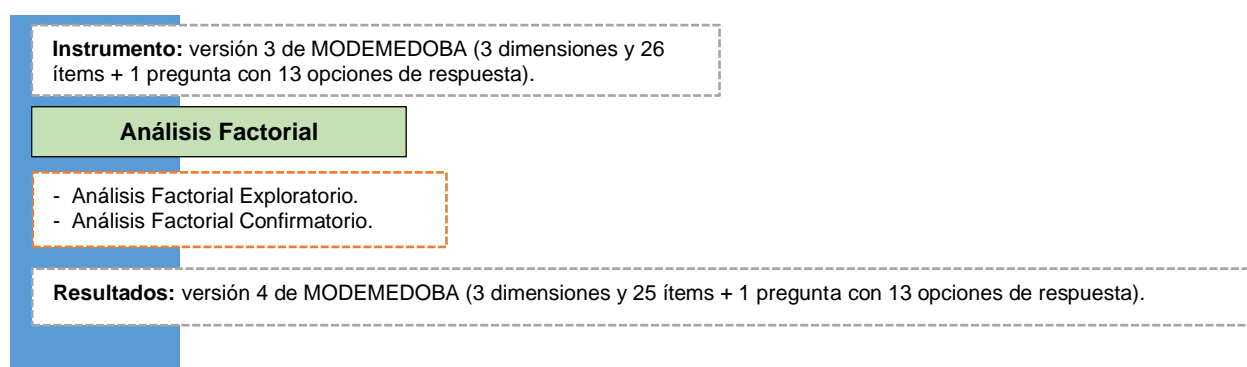 Instrumento: versión 3 de MODEMEDOBA (3 dimensiones y 26
ítems + 1 pregunta con 13 opciones de respuesta).
Análisis Factorial
- Análisis Factorial Exploratorio.
- Análisis Factorial Confirmatorio.
Resultados: versión 4 de MODEMEDOBA (3 dimensiones y 25 ítems + 1 pregunta con 13 opciones de respuesta).